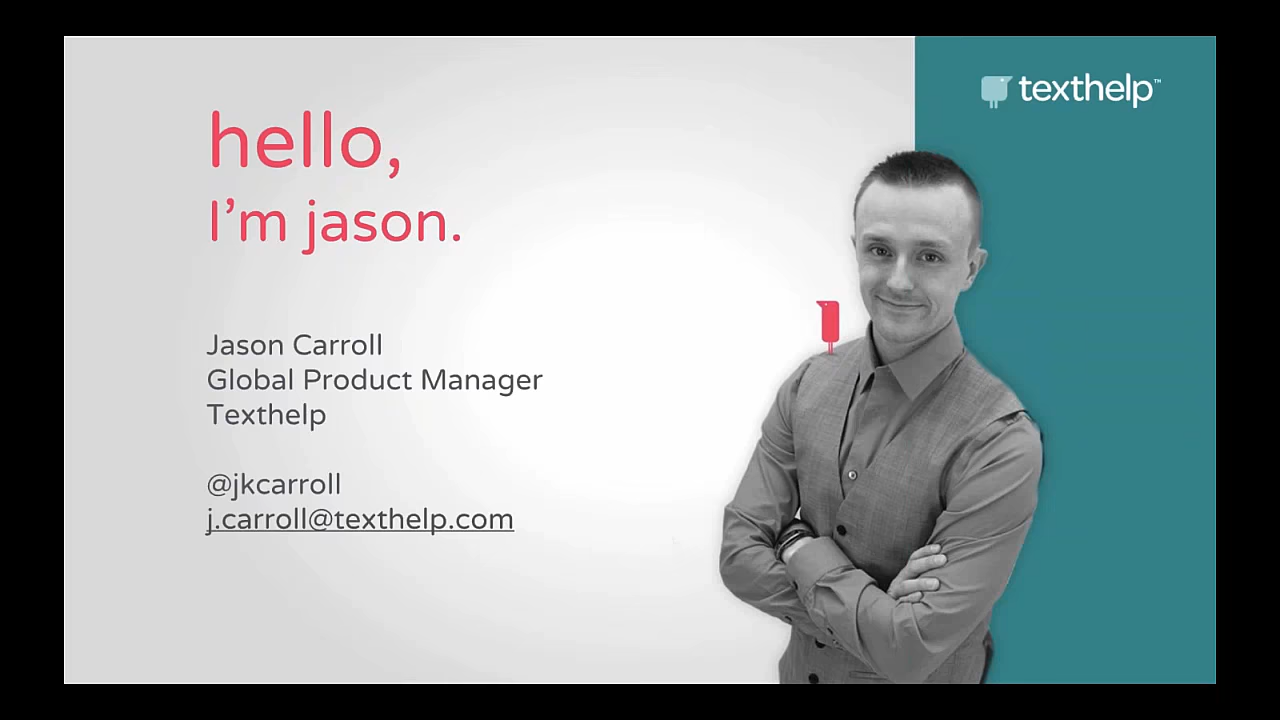 texthelp™
hello,
I'm jason.
Jason Carroll
Global Product Manager
Texthelp
@jkcarroll
j.carroll@texthelp.com